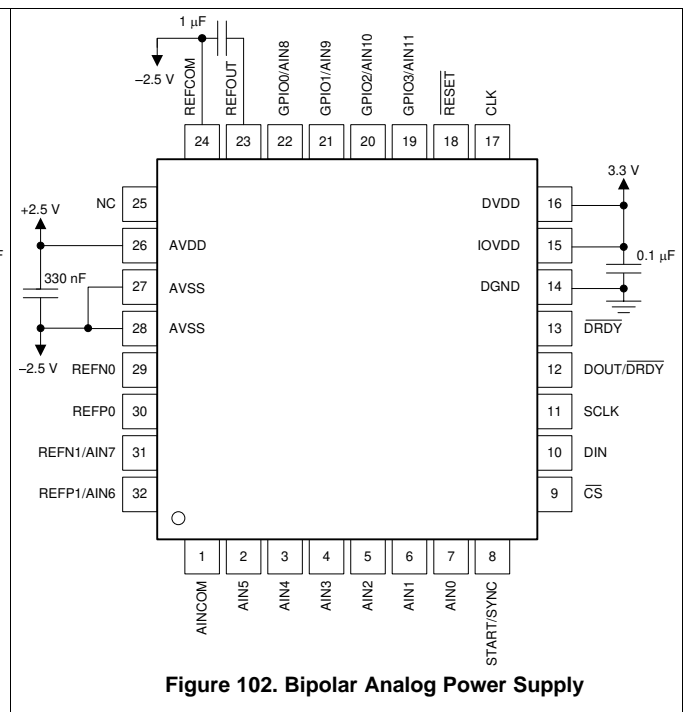 1 μF
–2.5 V
REFCOM
REFOUT
GPIO0/AIN8
GPIO1/AIN9
GPIO2/AIN10
GPIO3/AIN11
RESET
CLK
24
23
22
21
20
19
18
17
3.3 V
NC 25
DVDD 16
+2.5 V
26 AVDD
IOVDD 15
F
0.1 μF
330 nF
27 AVSS
DGND 14
28 AVSS
13 DRDY
–2.5 V
REFN0 29
12 DOUT/DRDY
REFP0 30
11 SCLK
REFN1/AIN7 31
10 DIN
REFP1/AIN6 32
9 CS
1
2
3
4
5
6
7
8
AINCOM
AIN5
AIN4
AIN3
AIN2
AIN1
AIN0
START/SYNC
Figure 102. Bipolar Analog Power Supply